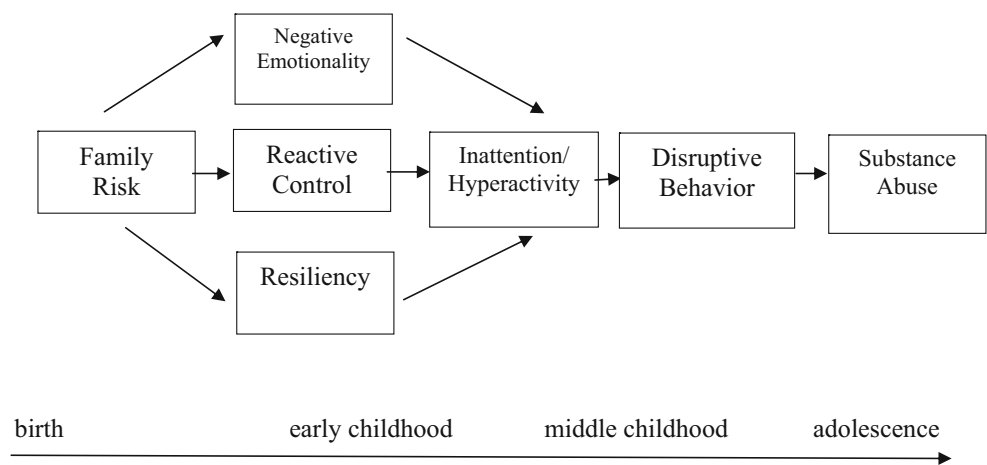 Negative
Emotionality
Family
Risk
Reactive
Control
Inattention/
Hyperactivity
Disruptive
Behavior
Substance
Abuse
Resiliency
birth
early childhood
middle childhood
adolescence